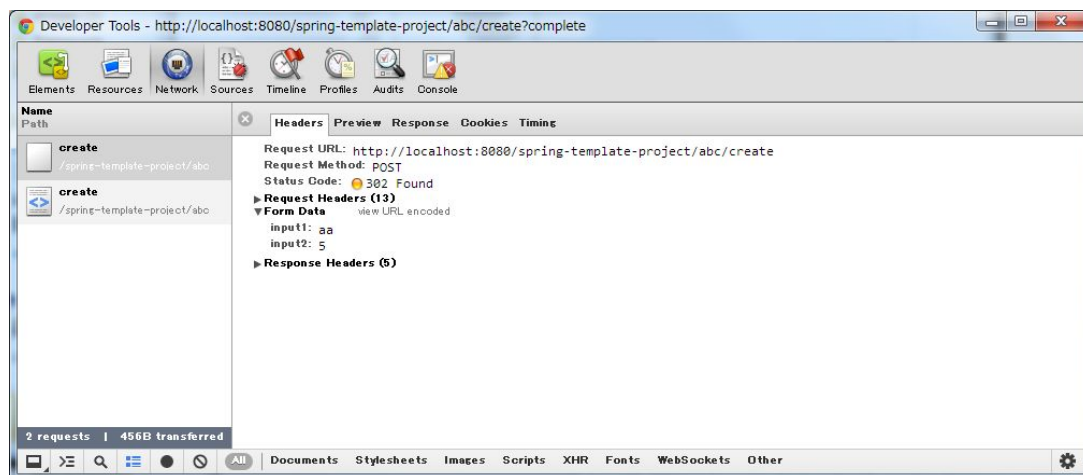 Developer Tools - http://localhost:8080/spring-template-project/abc/create?complete
Elements Resources Network Sources Timeline Profiles Audits Console
Name
Path
Headers Preview Response Cookies Timing
create
/spring-template-project/abc
create
/spring-template-project/abc
Request URL: http://localhost:8080/spring-template-project/abc/create
Request Method: POST
Status Code: 302 Found
▶Request Headers (13)
▼Form Data view URL encoded
input1: aa
input2: 5
▶Response Headers (5)
2 requests | 456B transferred
All Documents Stylesheets Images Scripts XHR Fonts WebSockets Other